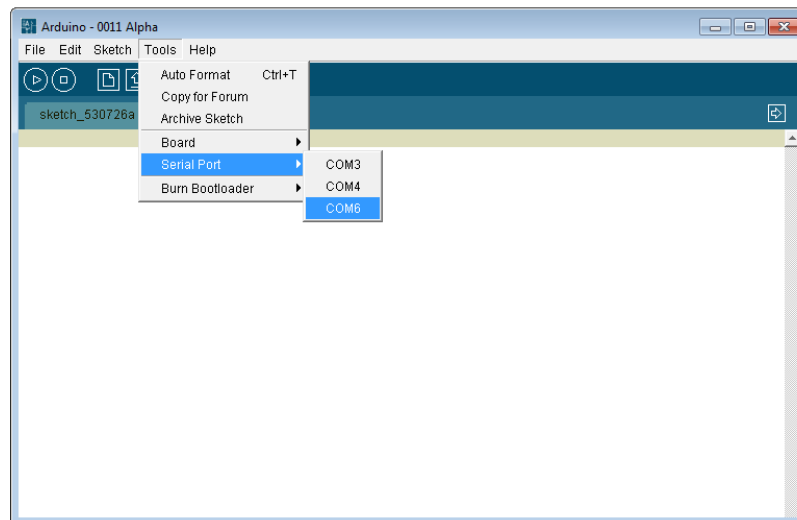 Arduino - 0011 Alpha
File Edit Sketch Tools Help
sketch_530726a
Auto Format Ctrl+T
Copy for Forum
Archive Sketch
Board
Serial Port
Burn Bootloader
COM3
COM4
COM6